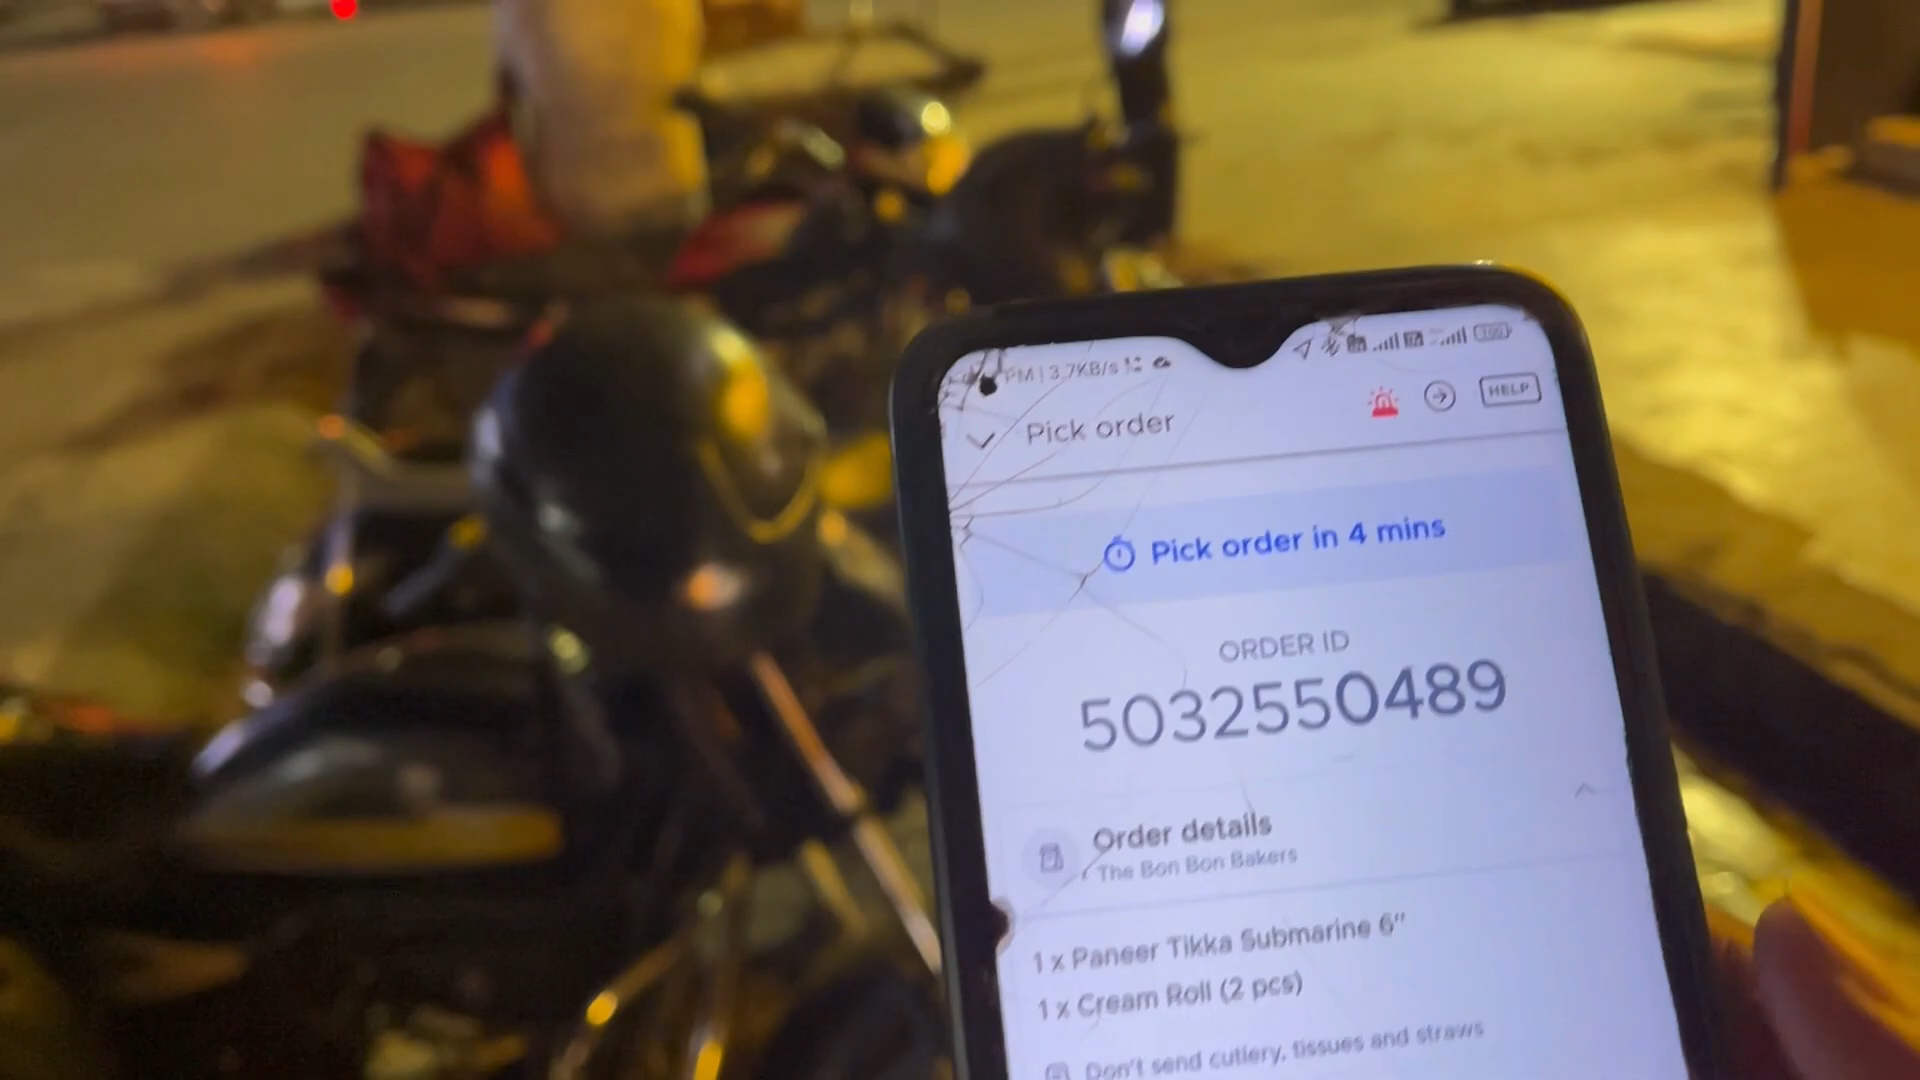 PM | 3.7KB/s
Pick order
HELP
Pick order in 4 mins
ORDER ID
5032550489
Order details
The Bon Bon Bakers
1 x Paneer Tikka Submarine 6"
1 x Cream Roll (2 pcs)
Don't send cutlery, tissues and straws